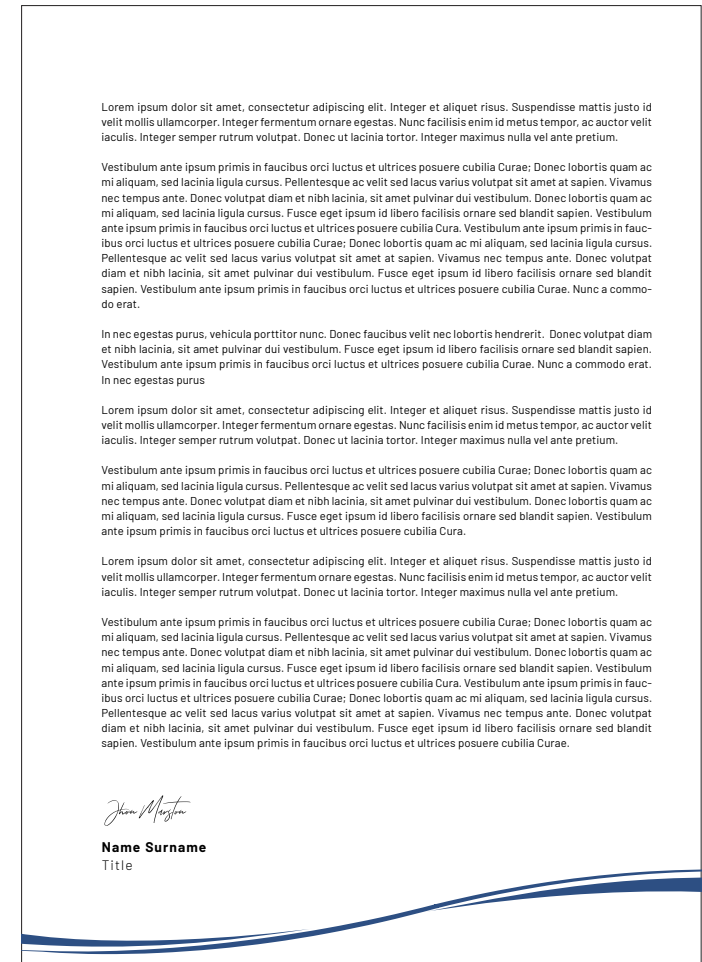 Lorem ipsum dolor sit amet, consectetur adipiscing elit. Integer et aliquet risus. Suspendisse mattis justo id
velit mollis ullamcorper. Integer fermentum ornare egestas. Nunc facilisis enim id metus tempor, ac auctor velit
iaculis. Integer semper rutrum volutpat. Donec ut lacinia tortor. Integer maximus nulla vel ante pretium.

Vestibulum ante ipsum primis in faucibus orci luctus et ultrices posuere cubilia Curae; Donec lobortis quam ac
mi aliquam, sed lacinia ligula cursus. Pellentesque ac velit sed lacus varius volutpat sit amet at sapien. Vivamus
nec tempus ante. Donec volutpat diam et nibh lacinia, sit amet pulvinar dui vestibulum. Donec lobortis quam ac
mi aliquam, sed lacinia ligula cursus. Fusce eget ipsum id libero facilisis ornare sed blandit sapien. Vestibulum
ante ipsum primis in faucibus orci luctus et ultrices posuere cubilia Cura. Vestibulum ante ipsum primis in fauc-
ibus orci luctus et ultrices posuere cubilia Curae; Donec lobortis quam ac mi aliquam, sed lacinia ligula cursus.
Pellentesque ac velit sed lacus varius volutpat sit amet at sapien. Vivamus nec tempus ante. Donec volutpat
diam et nibh lacinia, sit amet pulvinar dui vestibulum. Fusce eget ipsum id libero facilisis ornare sed blandit
sapien. Vestibulum ante ipsum primis in faucibus orci luctus et ultrices posuere cubilia Curae. Nunc a commo-
do erat.

In nec egestas purus, vehicula porttitor nunc. Donec faucibus velit nec lobortis hendrerit. Donec volutpat diam
et nibh lacinia, sit amet pulvinar dui vestibulum. Fusce eget ipsum id libero facilisis ornare sed blandit sapien.
Vestibulum ante ipsum primis in faucibus orci luctus et ultrices posuere cubilia Curae. Nunc a commodo erat.
In nec egestas purus

Lorem ipsum dolor sit amet, consectetur adipiscing elit. Integer et aliquet risus. Suspendisse mattis justo id
velit mollis ullamcorper. Integer fermentum ornare egestas. Nunc facilisis enim id metus tempor, ac auctor velit
iaculis. Integer semper rutrum volutpat. Donec ut lacinia tortor. Integer maximus nulla vel ante pretium.

Vestibulum ante ipsum primis in faucibus orci luctus et ultrices posuere cubilia Curae; Donec lobortis quam ac
mi aliquam, sed lacinia ligula cursus. Pellentesque ac velit sed lacus varius volutpat sit amet at sapien. Vivamus
nec tempus ante. Donec volutpat diam et nibh lacinia, sit amet pulvinar dui vestibulum. Donec lobortis quam ac
mi aliquam, sed lacinia ligula cursus. Fusce eget ipsum id libero facilisis ornare sed blandit sapien. Vestibulum
ante ipsum primis in faucibus orci luctus et ultrices posuere cubilia Cura.

Lorem ipsum dolor sit amet, consectetur adipiscing elit. Integer et aliquet risus. Suspendisse mattis justo id
velit mollis ullamcorper. Integer fermentum ornare egestas. Nunc facilisis enim id metus tempor, ac auctor velit
iaculis. Integer semper rutrum volutpat. Donec ut lacinia tortor. Integer maximus nulla vel ante pretium.

Vestibulum ante ipsum primis in faucibus orci luctus et ultrices posuere cubilia Curae; Donec lobortis quam ac
mi aliquam, sed lacinia ligula cursus. Pellentesque ac velit sed lacus varius volutpat sit amet at sapien. Vivamus
nec tempus ante. Donec volutpat diam et nibh lacinia, sit amet pulvinar dui vestibulum. Donec lobortis quam ac
mi aliquam, sed lacinia ligula cursus. Fusce eget ipsum id libero facilisis ornare sed blandit sapien. Vestibulum
ante ipsum primis in faucibus orci luctus et ultrices posuere cubilia Cura. Vestibulum ante ipsum primis in fauc-
ibus orci luctus et ultrices posuere cubilia Curae; Donec lobortis quam ac mi aliquam, sed lacinia ligula cursus.
Pellentesque ac velit sed lacus varius volutpat sit amet at sapien. Vivamus nec tempus ante. Donec volutpat
diam et nibh lacinia, sit amet pulvinar dui vestibulum. Fusce eget ipsum id libero facilisis ornare sed blandit
sapien. Vestibulum ante ipsum primis in faucibus orci luctus et ultrices posuere cubilia Curae.

Jhon Marston
Name Surname
Title